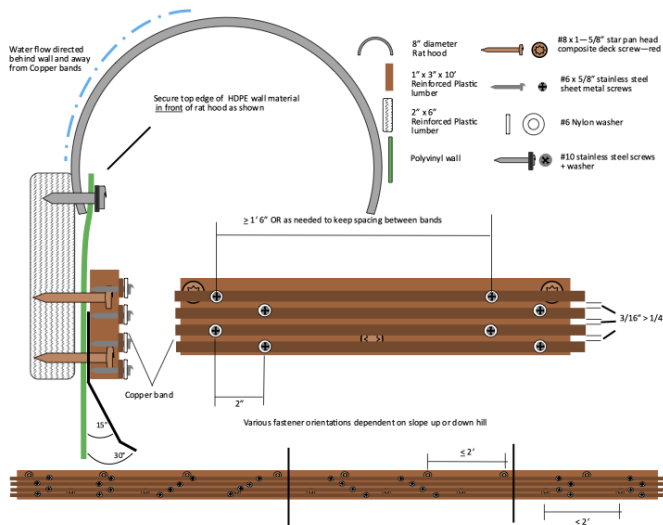 Water flow directed
behind wall and away
from Copper bands
8" diameter
Rat hood
#8 x 1—5/8" star pan head
composite deck screw—red
1" x 3" x 10'
Reinforced Plastic
lumber
#6 x 5/8" stainless steel
sheet metal screws
Secure top edge of HDPE wall material
in front of rat hood as shown
2" x 6"
Reinforced Plastic
lumber
#6 Nylon washer
Polyvinyl wall
#10 stainless steel screws
+ washer
≥ 1' 6" OR as needed to keep spacing between bands
3/16" > 1/4"
Copper band
2"
15"
30"
Various fastener orientations dependent on slope up or down hill
≤ 2'
< 2'